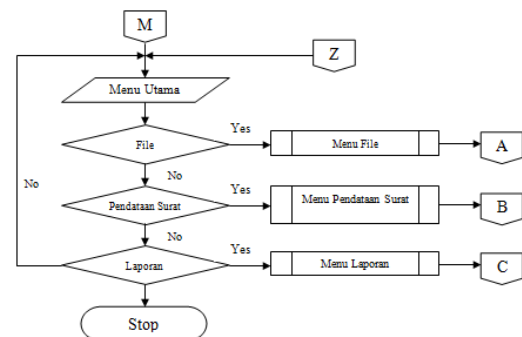 M
Z
Menu Utama
File
Yes
Menu File
A
No
No
Pendataan Surat
Yes
Menu Pendataan Surat
B
No
Laporan
Yes
Menu Laporan
C
Stop